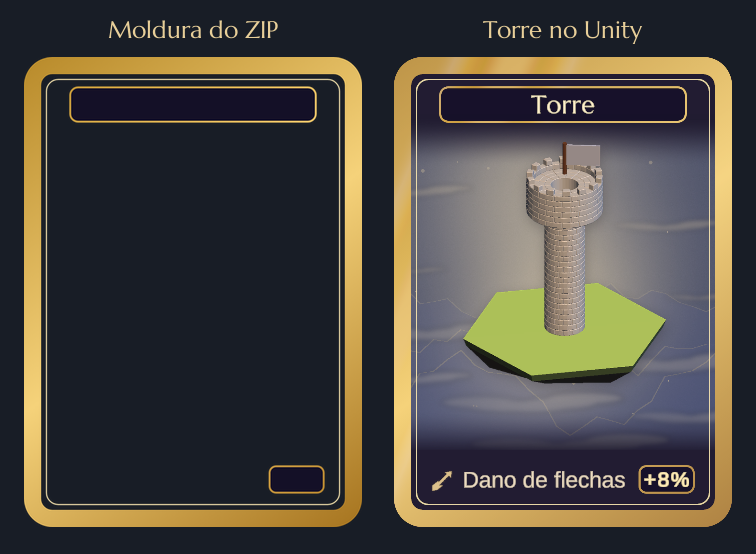 Moldura do ZIP
Torre no Unity
Torre
Dano de flechas +8%